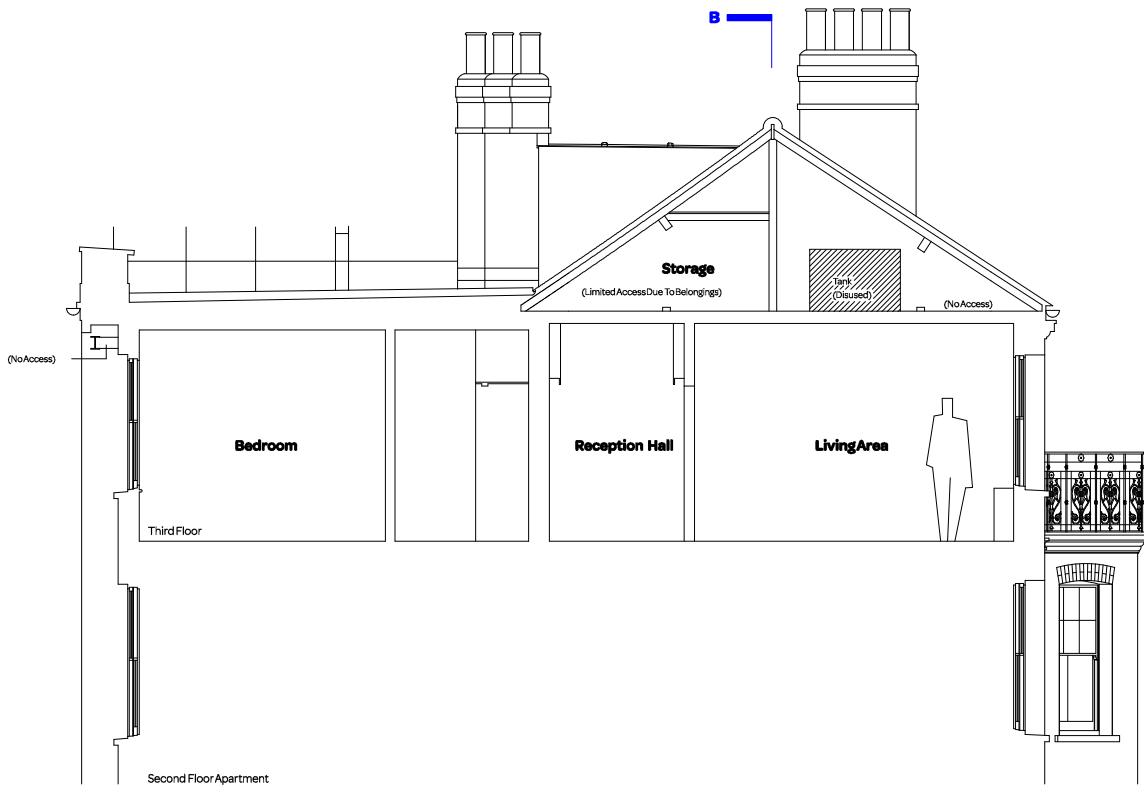 B
Storage
(Limited Access Due To Belongings)
Tank
(Disused)
(No Access)
(No Access)
Bedroom
Reception Hall
Living Area
Third Floor
Second Floor Apartment